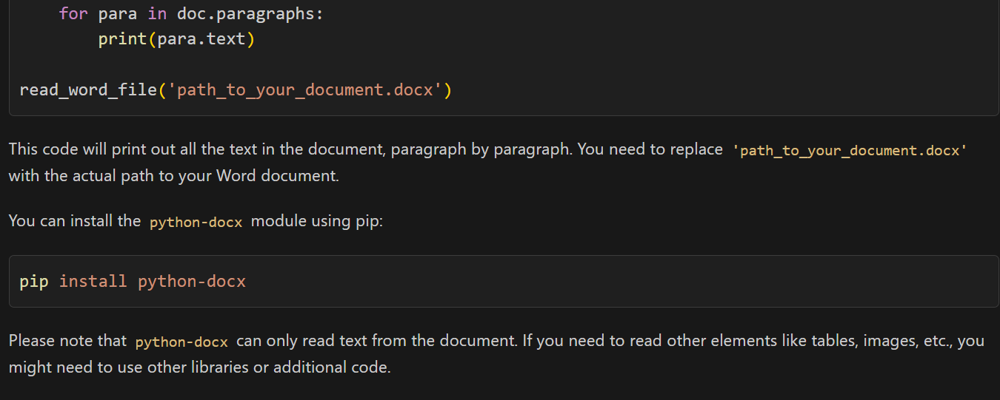 for para in doc.paragraphs:
        print(para.text)
read_word_file('path_to_your_document.docx')
This code will print out all the text in the document, paragraph by paragraph. You need to replace 'path_to_your_document.docx'
with the actual path to your Word document.
You can install the python-docx module using pip:
pip install python-docx
Please note that python-docx can only read text from the document. If you need to read other elements like tables, images, etc., you
might need to use other libraries or additional code.